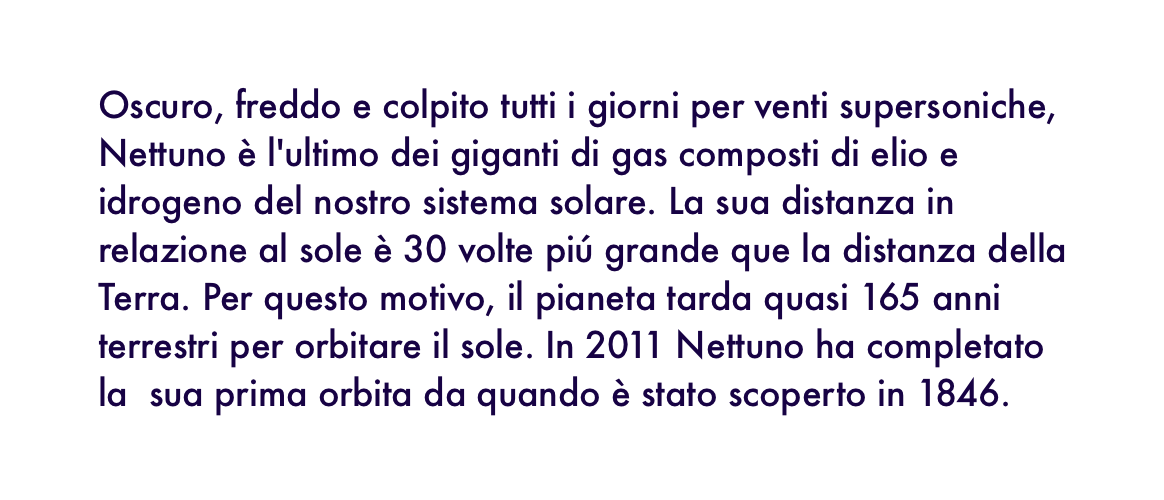 Oscuro, freddo e colpito tutti i giorni per venti supersoniche,
Nettuno è l'ultimo dei giganti di gas composti di elio e
idrogeno del nostro sistema solare. La sua distanza in
relazione al sole è 30 volte piú grande que la distanza della
Terra. Per questo motivo, il pianeta tarda quasi 165 anni
terrestri per orbitare il sole. In 2011 Nettuno ha completato
la  sua prima orbita da quando è stato scoperto in 1846.